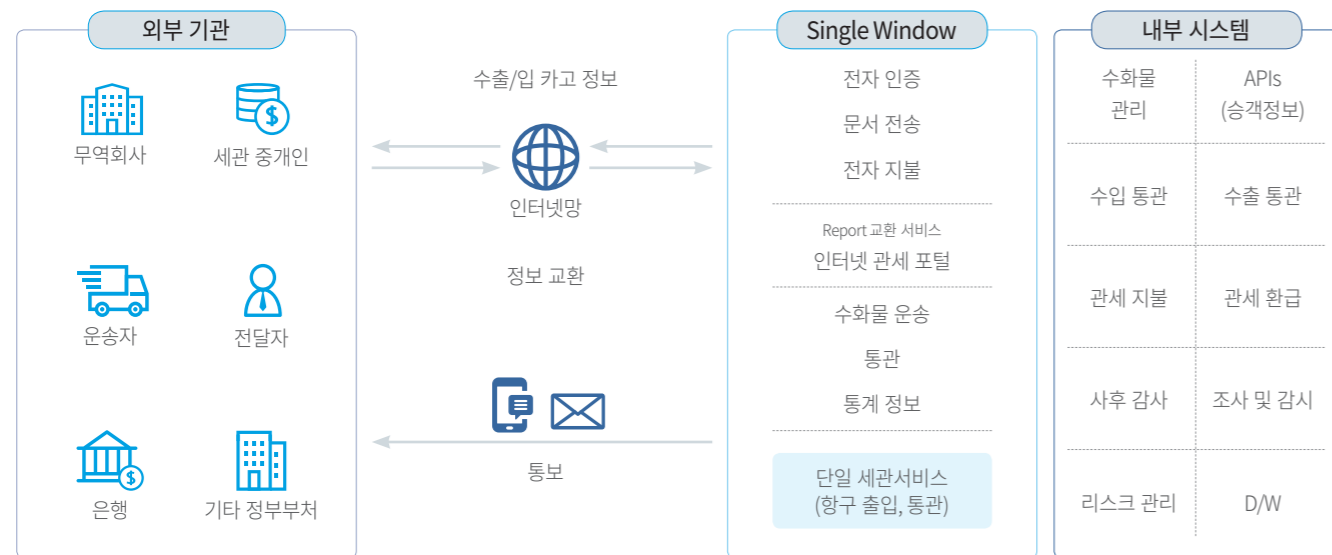 외부 기관
무역회사
세관 중개인
운송자
전달자
은행
기타 정부부처
수출/입 카고 정보
인터넷망
정보 교환
통보
Single Window
전자 인증
문서 전송
전자 지불
Report 교환 서비스
인터넷 관세 포털
수화물 운송
통관
통계 정보
단일 세관서비스
(항구 출입, 통관)
내부 시스템
수화물
관리
APIs
(승객정보)
수입 통관
수출 통관
관세 지불
관세 환급
사후 감사
조사 및 감시
리스크 관리
D/W